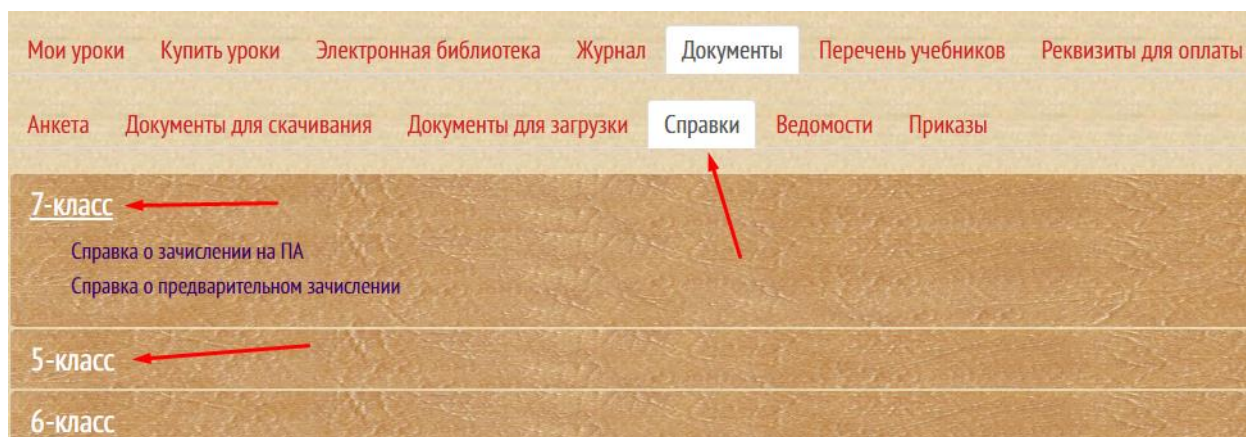 Мои уроки Купить уроки Электронная библиотека Журнал Документы Перечень учебников Реквизиты для оплаты
Анкета Документы для скачивания Документы для загрузки Справки Ведомости Приказы
7-класс
Справка о зачислении на ПА
Справка о предварительном зачислении
5-класс
6-класс